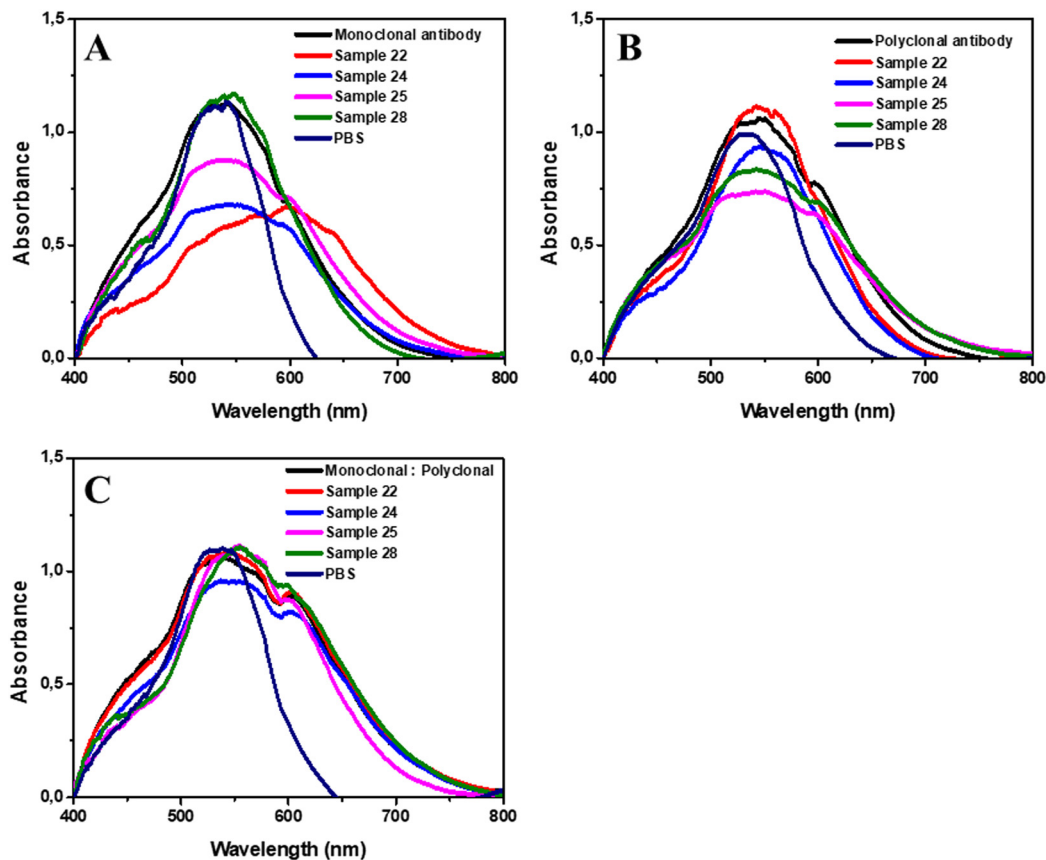 A
1,5
1,0
0,5
0,0
Absorbance
400 500 600 700 800
Wavelength (nm)
Monoclonal antibody
Sample 22
Sample 24
Sample 25
Sample 28
PBS
B
1,5
1,0
0,5
0,0
Absorbance
400 500 600 700 800
Wavelength (nm)
Polyclonal antibody
Sample 22
Sample 24
Sample 25
Sample 28
PBS
C
1,5
1,0
0,5
0,0
Absorbance
400 500 600 700 800
Wavelength (nm)
Monoclonal : Polyclonal
Sample 22
Sample 24
Sample 25
Sample 28
PBS